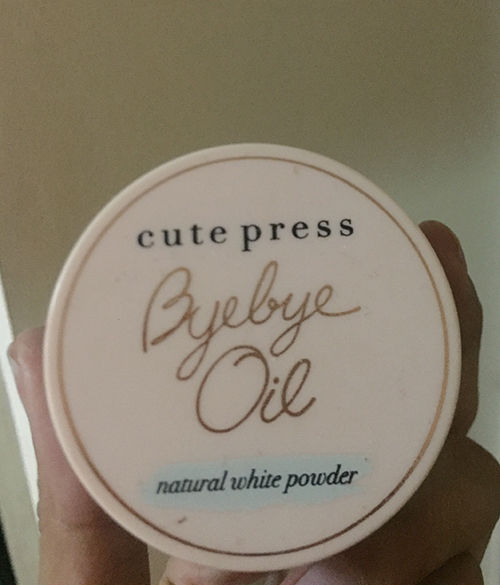 cute press
Byebye
Oil
natural white powder